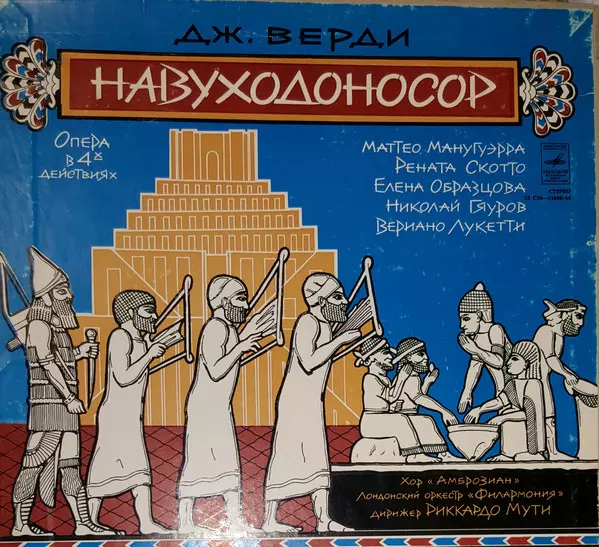 ДЖ. ВЕРДИ
НАВУХОДОНОСОР
ОПЕРА
В 4Х
ДЕЙСТВИЯХ
МАТТЕО МАНУГУЭРРА
РЕНАТА СКОТТО
ЕЛЕНА ОБРАЗЦОВА
НИКОЛАЙ ГЯУРОВ
ВЕРИАНО ЛУКЕТТИ
МЕЛОДИЯ
СТЕРЕО
ХОР «АМБРОЗИАН»
ЛОНДОНСКИЙ ОРКЕСТР «ФИЛАРМОНИЯ»
ДИРИЖЕР РИККАРДО МУТИ